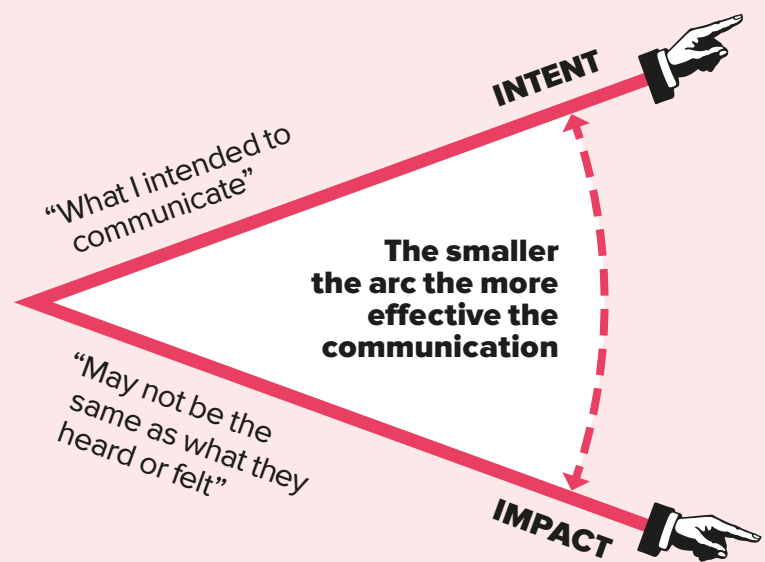 INTENT
“What I intended to
communicate”
The smaller
the arc the more
effective the
communication
“May not be the
same as what they
heard or felt”
IMPACT